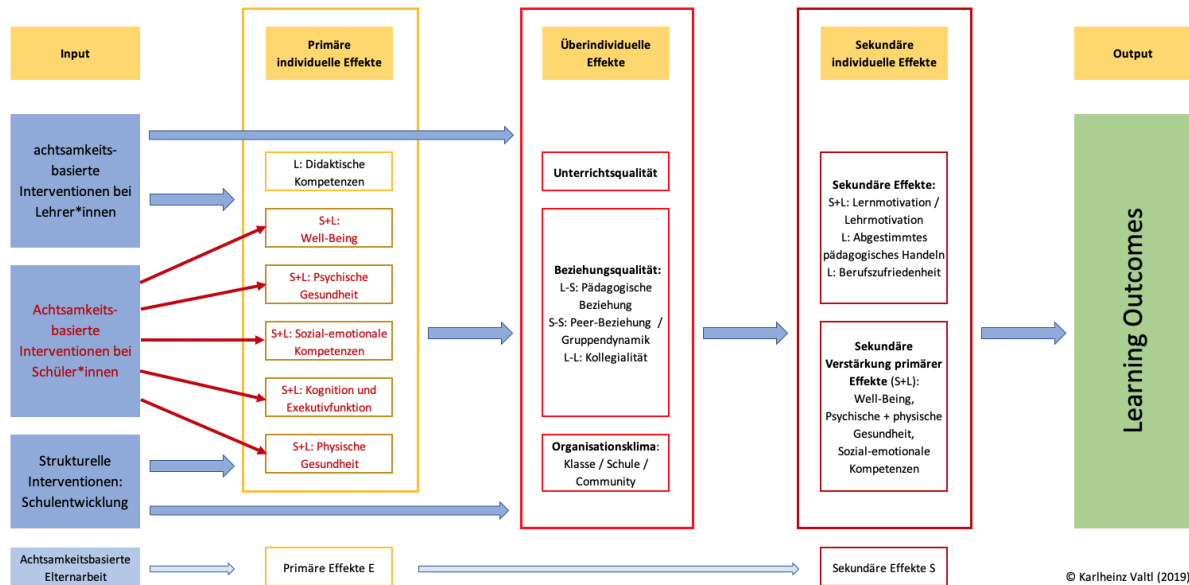 Input
achtsamkeits-
basierte
Interventionen bei
Lehrer*innen
Achtsamkeits-
basierte
Interventionen bei
Schüler*innen
Strukturelle
Interventionen:
Schulentwicklung
Achtsamkeitsbasierte
Elternarbeit
Primäre
individuelle Effekte
L: Didaktische
Kompetenzen
S+L:
Well-Being
S+L: Psychische
Gesundheit
S+L: Sozial-emotionale
Kompetenzen
S+L: Kognition und
Exekutivfunktion
S+L: Physische
Gesundheit
Primäre Effekte E
Überindividuelle
Effekte
Unterrichtsqualität
Beziehungsqualität:
L-S: Pädagogische
Beziehung
S-S: Peer-Beziehung /
Gruppendynamik
L-L: Kollegialität
Organisationsklima:
Klasse / Schule /
Community
Sekundäre
individuelle Effekte
Sekundäre Effekte:
S+L: Lernmotivation /
Lehrmotivation
L: Abgestimmtes
pädagogisches Handeln
L: Berufszufriedenheit
Sekundäre
Verstärkung primärer
Effekte (S+L):
Well-Being,
Psychische + physische
Gesundheit,
Sozial-emotionale
Kompetenzen
Sekundäre Effekte S
Output
Learning Outcomes
© Karlheinz Valtl (2019)